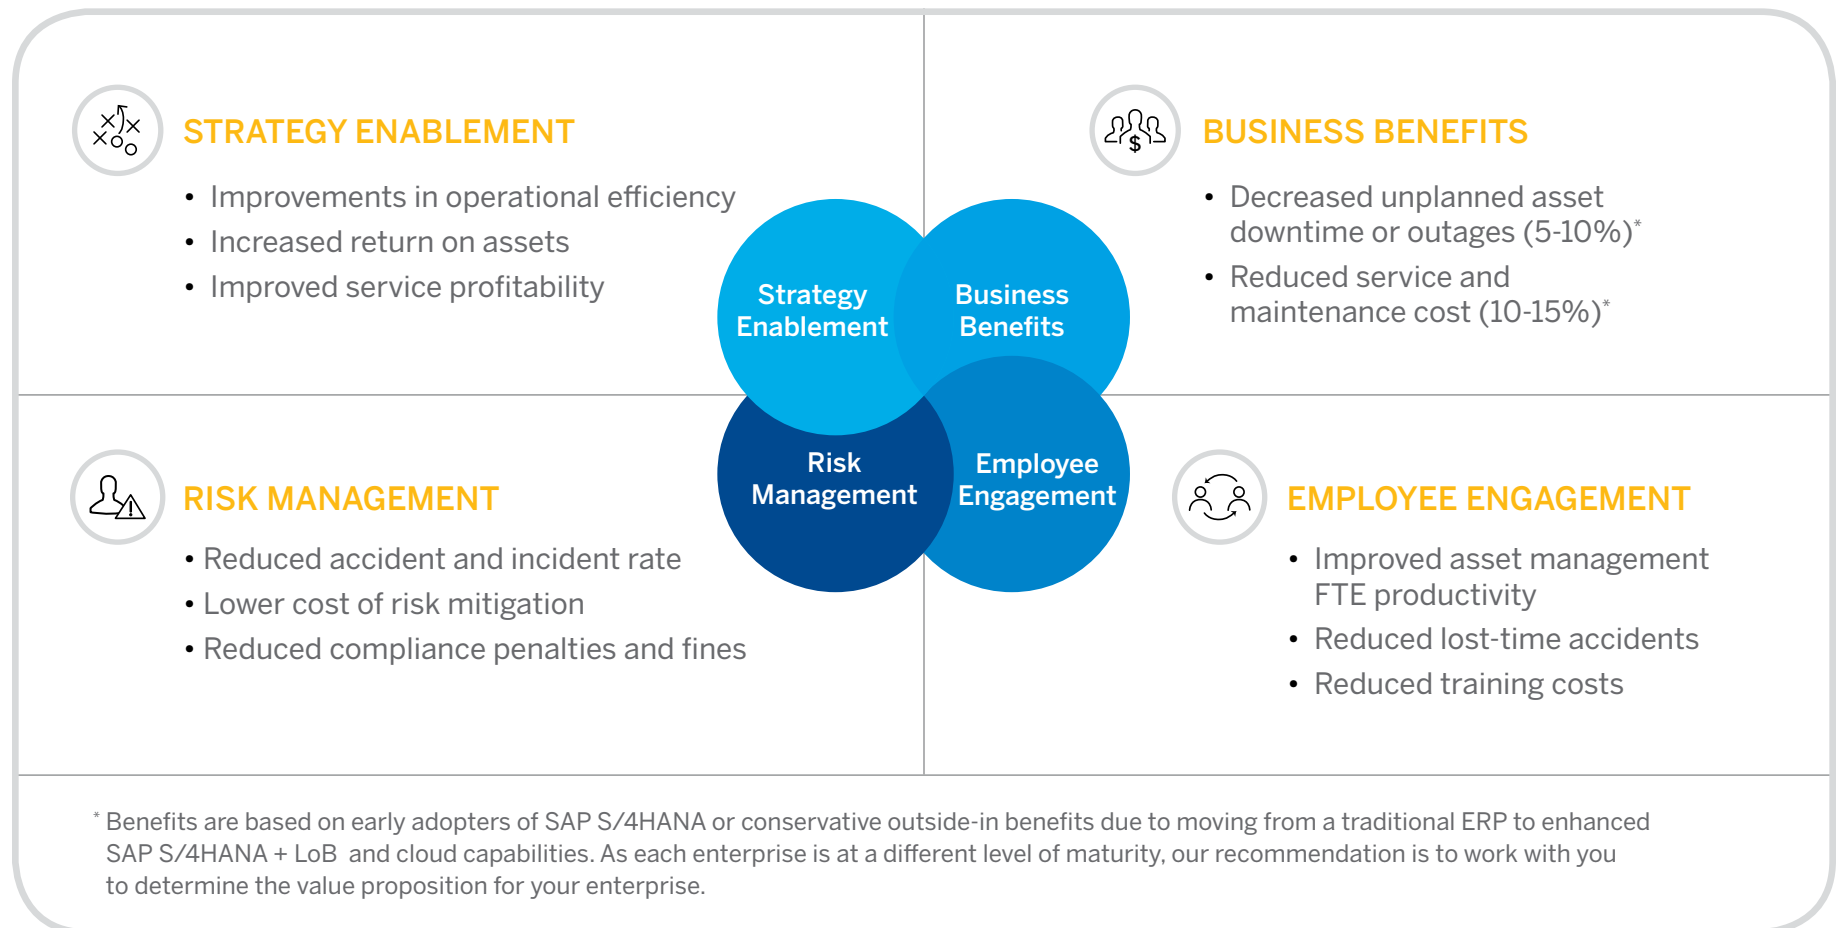 STRATEGY ENABLEMENT
• Improvements in operational efficiency
• Increased return on assets
• Improved service profitability
BUSINESS BENEFITS
• Decreased unplanned asset
downtime or outages (5-10%)*
• Reduced service and
maintenance cost (10-15%)*
Strategy
Enablement
Business
Benefits
Risk
Management
Employee
Engagement
RISK MANAGEMENT
• Reduced accident and incident rate
• Lower cost of risk mitigation
• Reduced compliance penalties and fines
EMPLOYEE ENGAGEMENT
• Improved asset management
FTE productivity
• Reduced lost-time accidents
• Reduced training costs
* Benefits are based on early adopters of SAP S/4HANA or conservative outside-in benefits due to moving from a traditional ERP to enhanced
SAP S/4HANA + LoB and cloud capabilities. As each enterprise is at a different level of maturity, our recommendation is to work with you
to determine the value proposition for your enterprise.